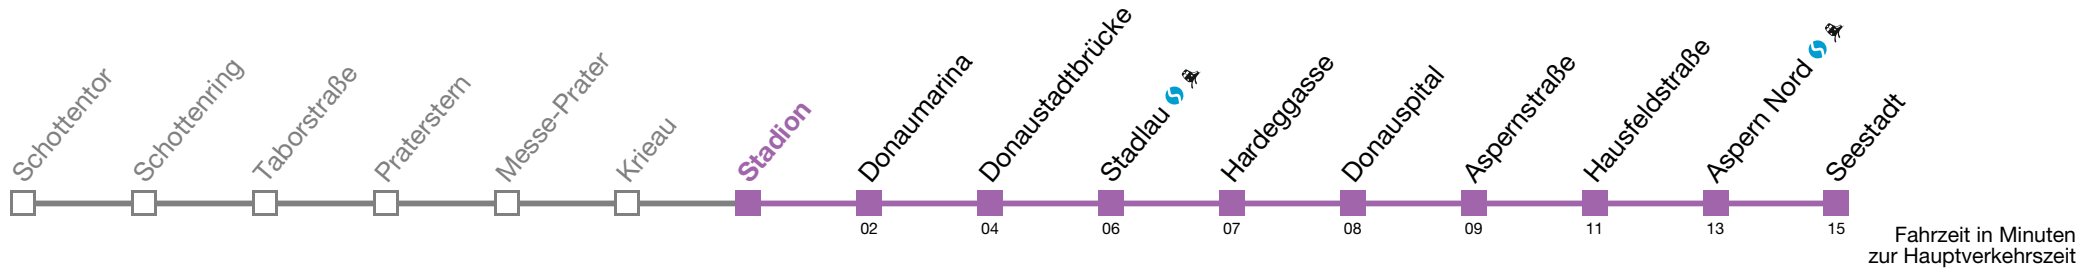 Schottentor
Schottenring
Taborstraße
Praterstern
Messe-Prater
Krieau
Stadion
Donaumarina
Donaustadtbrücke
Stadlau
Hardeggasse
Donauspital
Aspernstraße
Hausfeldstraße
Aspern Nord
Seestadt
02 04 06 07 08 09 11 13 15
Fahrzeit in Minuten
zur Hauptverkehrszeit